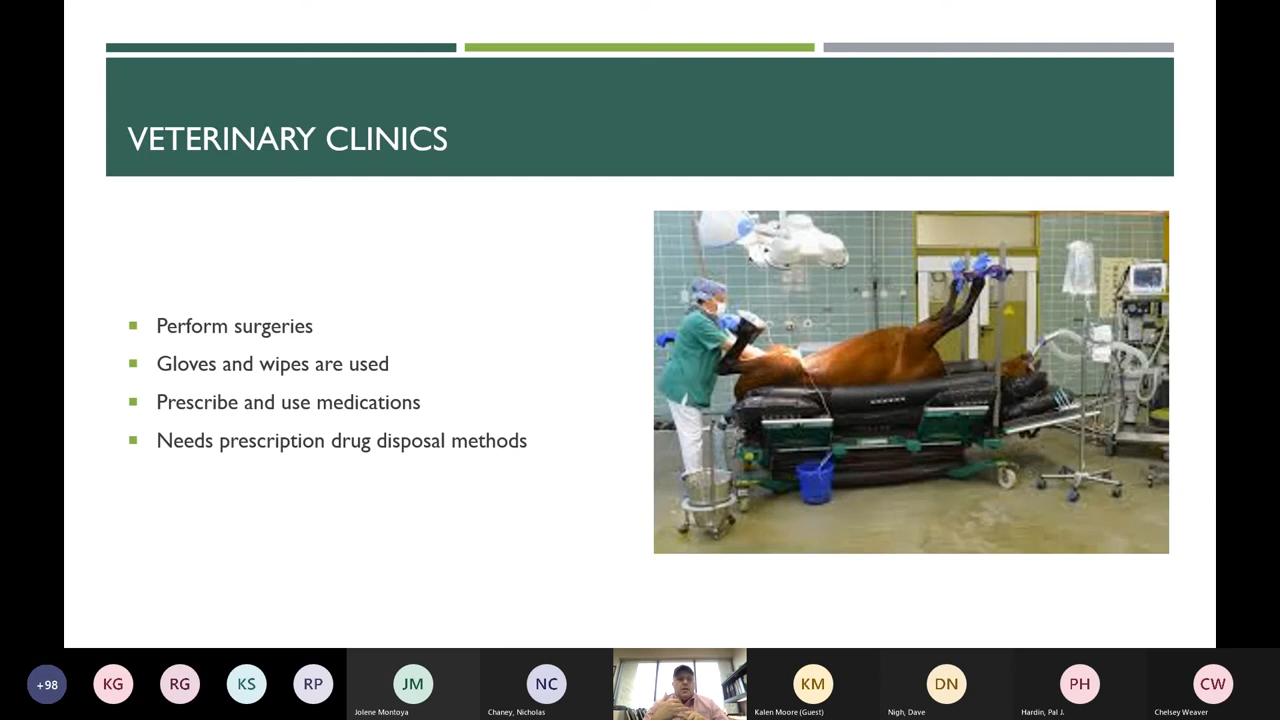 VETERINARY CLINICS
Perform surgeries
Gloves and wipes are used
Prescribe and use medications
Needs prescription drug disposal methods
+98
KG
RG
KS
RP
JM
NC
KM
DN
PH
CW
Jolene Montoya
Chaney, Nicholas
Kalen Moore (Guest)
Nigh, Dave
Hardin, Pal J.
Chelsey Weaver